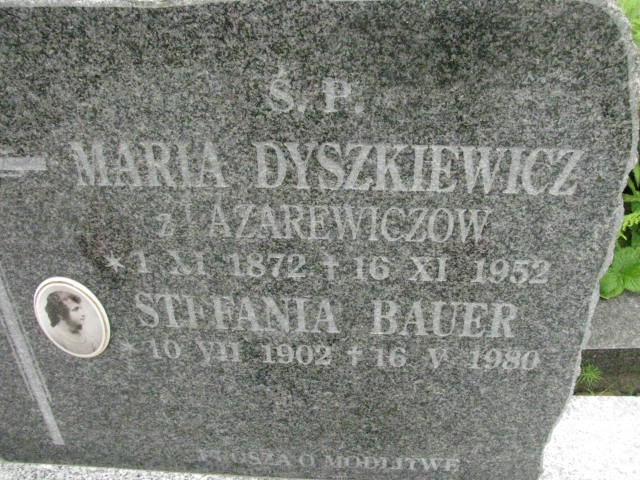 Ś. P.
MARIA DYSZKIEWICZ
z ŁAZAREWICZÓW
* 1 XI 1872 † 16 XI 1952
STEFANIA BAUER
* 10 VII 1902 † 16 V 1980
PROSZĄ O MODLITWĘ